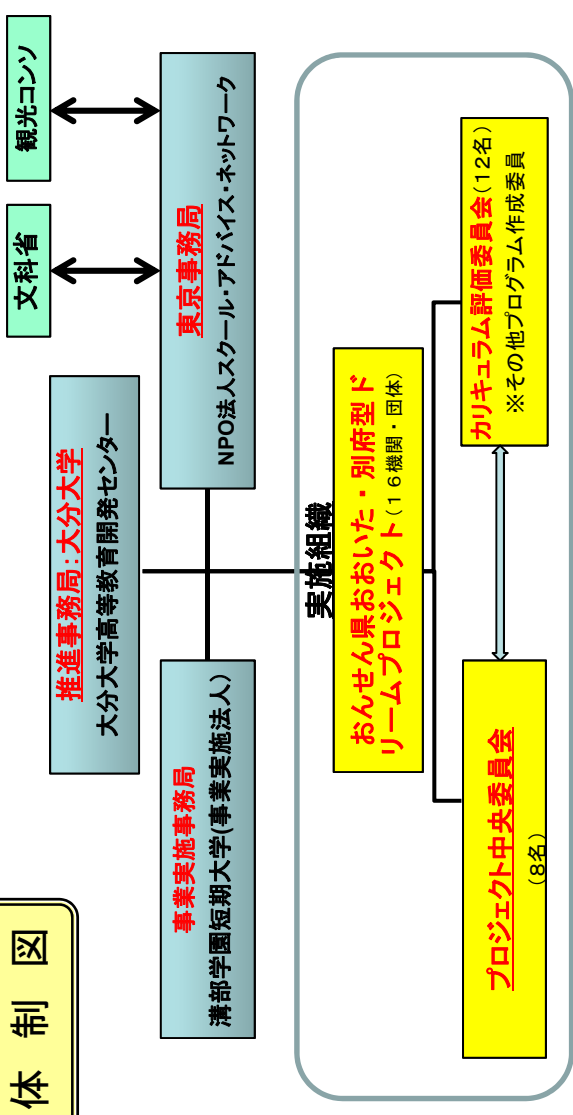 体 制 図
推進事務局:大分大学
大分大学高等教育開発センター
文科省
観光コンソ
事業実施事務局
溝部学園短期大学(事業実施法人)
東京事務局
NPO法人スクール・アドバイス・ネットワーク
実施組織
おんせん県おおいた・別府型ド
リームプロジェクト(16機関・団体)
プロジェクト中央委員会
(8名)
カリキュラム評価委員会(12名)
※その他プログラム作成委員